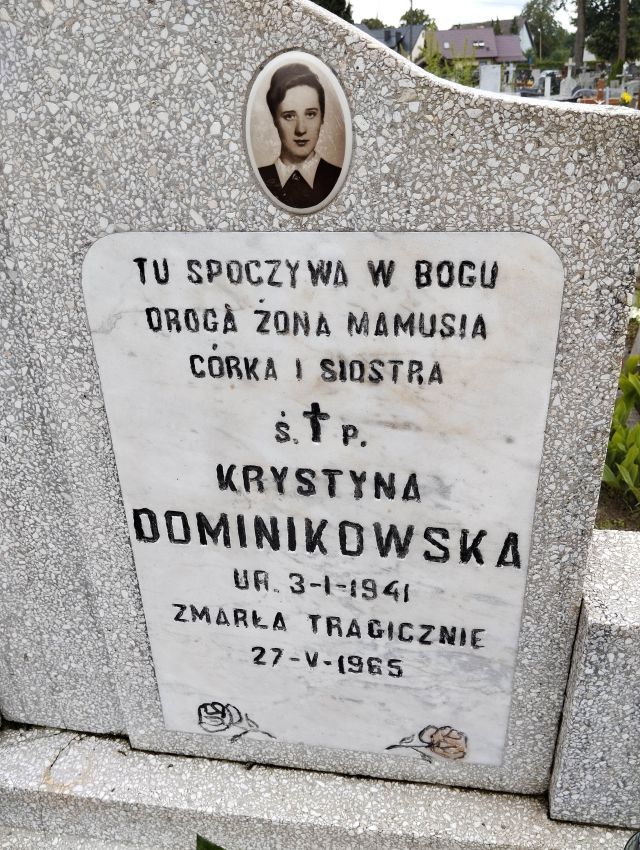 TU SPOCZYWA W BOGU
DROGA ŻONA MAMUSIA
CÓRKA I SIOSTRA
Ś. † P.
KRYSTYNA
DOMINIKOWSKA
UR. 3-I-1941
ZMARŁA TRAGICZNIE
27-V-1965